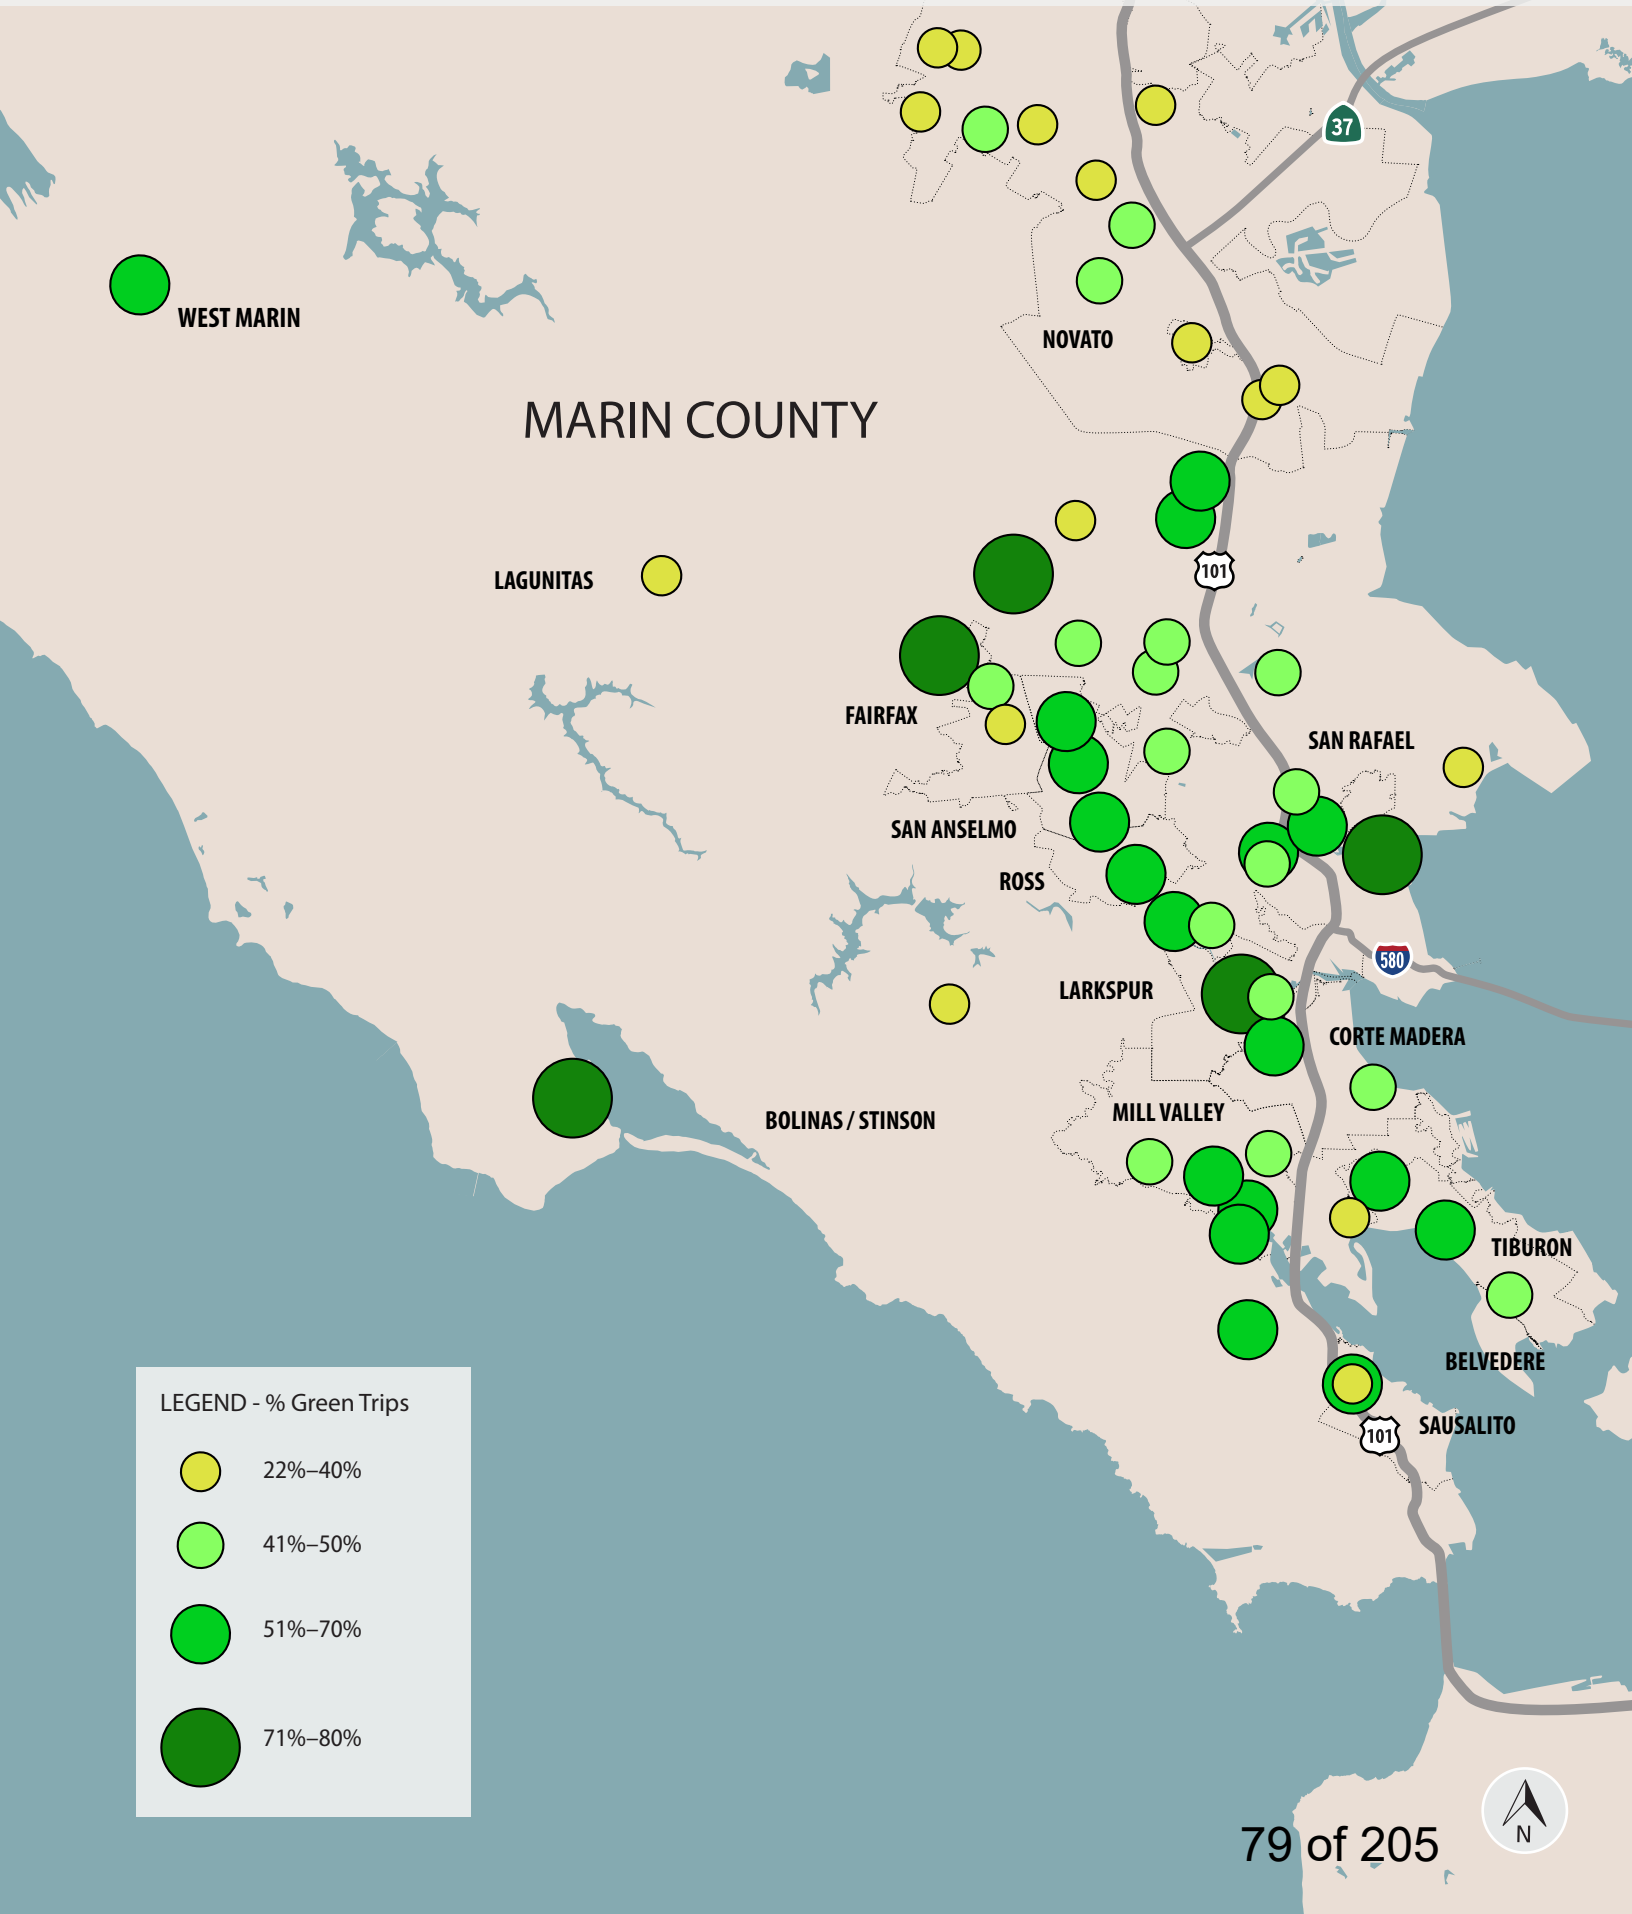 37
WEST MARIN
NOVATO
MARIN COUNTY
101
LAGUNITAS
FAIRFAX
SAN RAFAEL
SAN ANSELMO
ROSS
580
LARKSPUR
CORTE MADERA
MILL VALLEY
BOLINAS / STINSON
TIBURON
BELVEDERE
SAUSALITO
101
LEGEND - % Green Trips
22%–40%
41%–50%
51%–70%
71%–80%
N
79 of 205